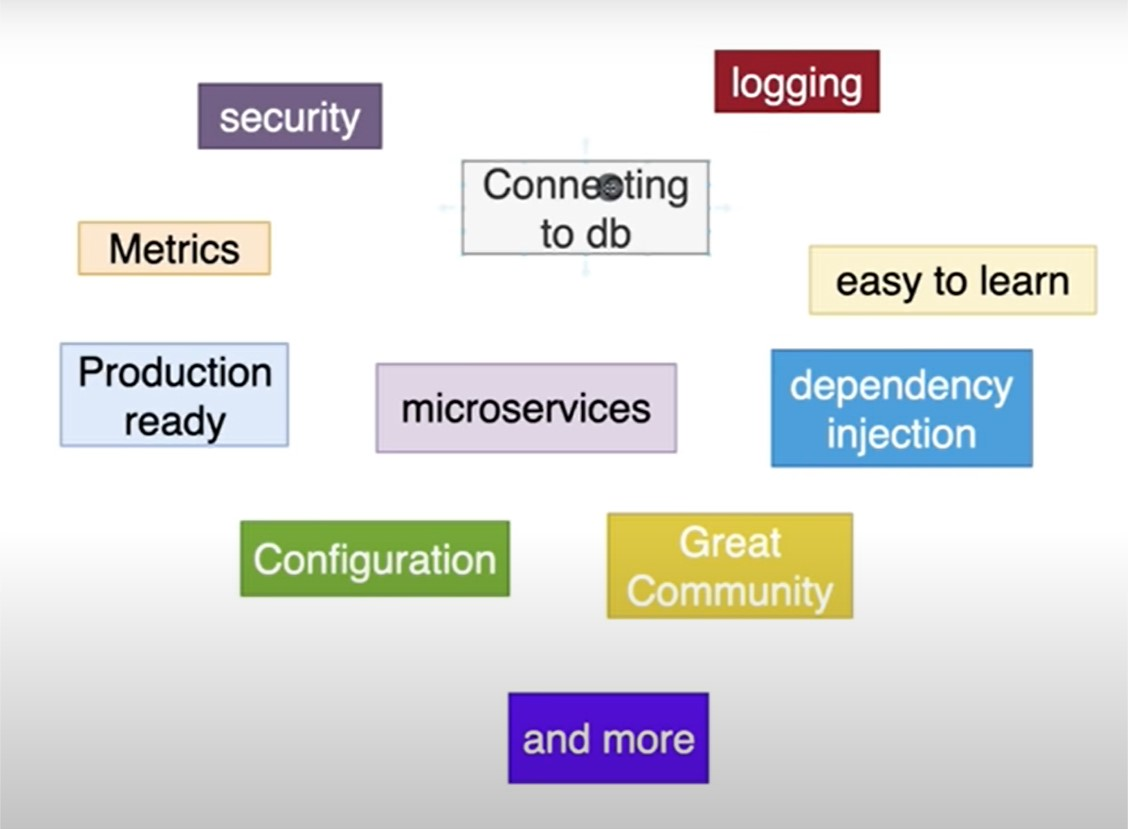 logging
security
Connecting
to db
Metrics
easy to learn
Production
ready
microservices
dependency
injection
Configuration
Great
Community
and more